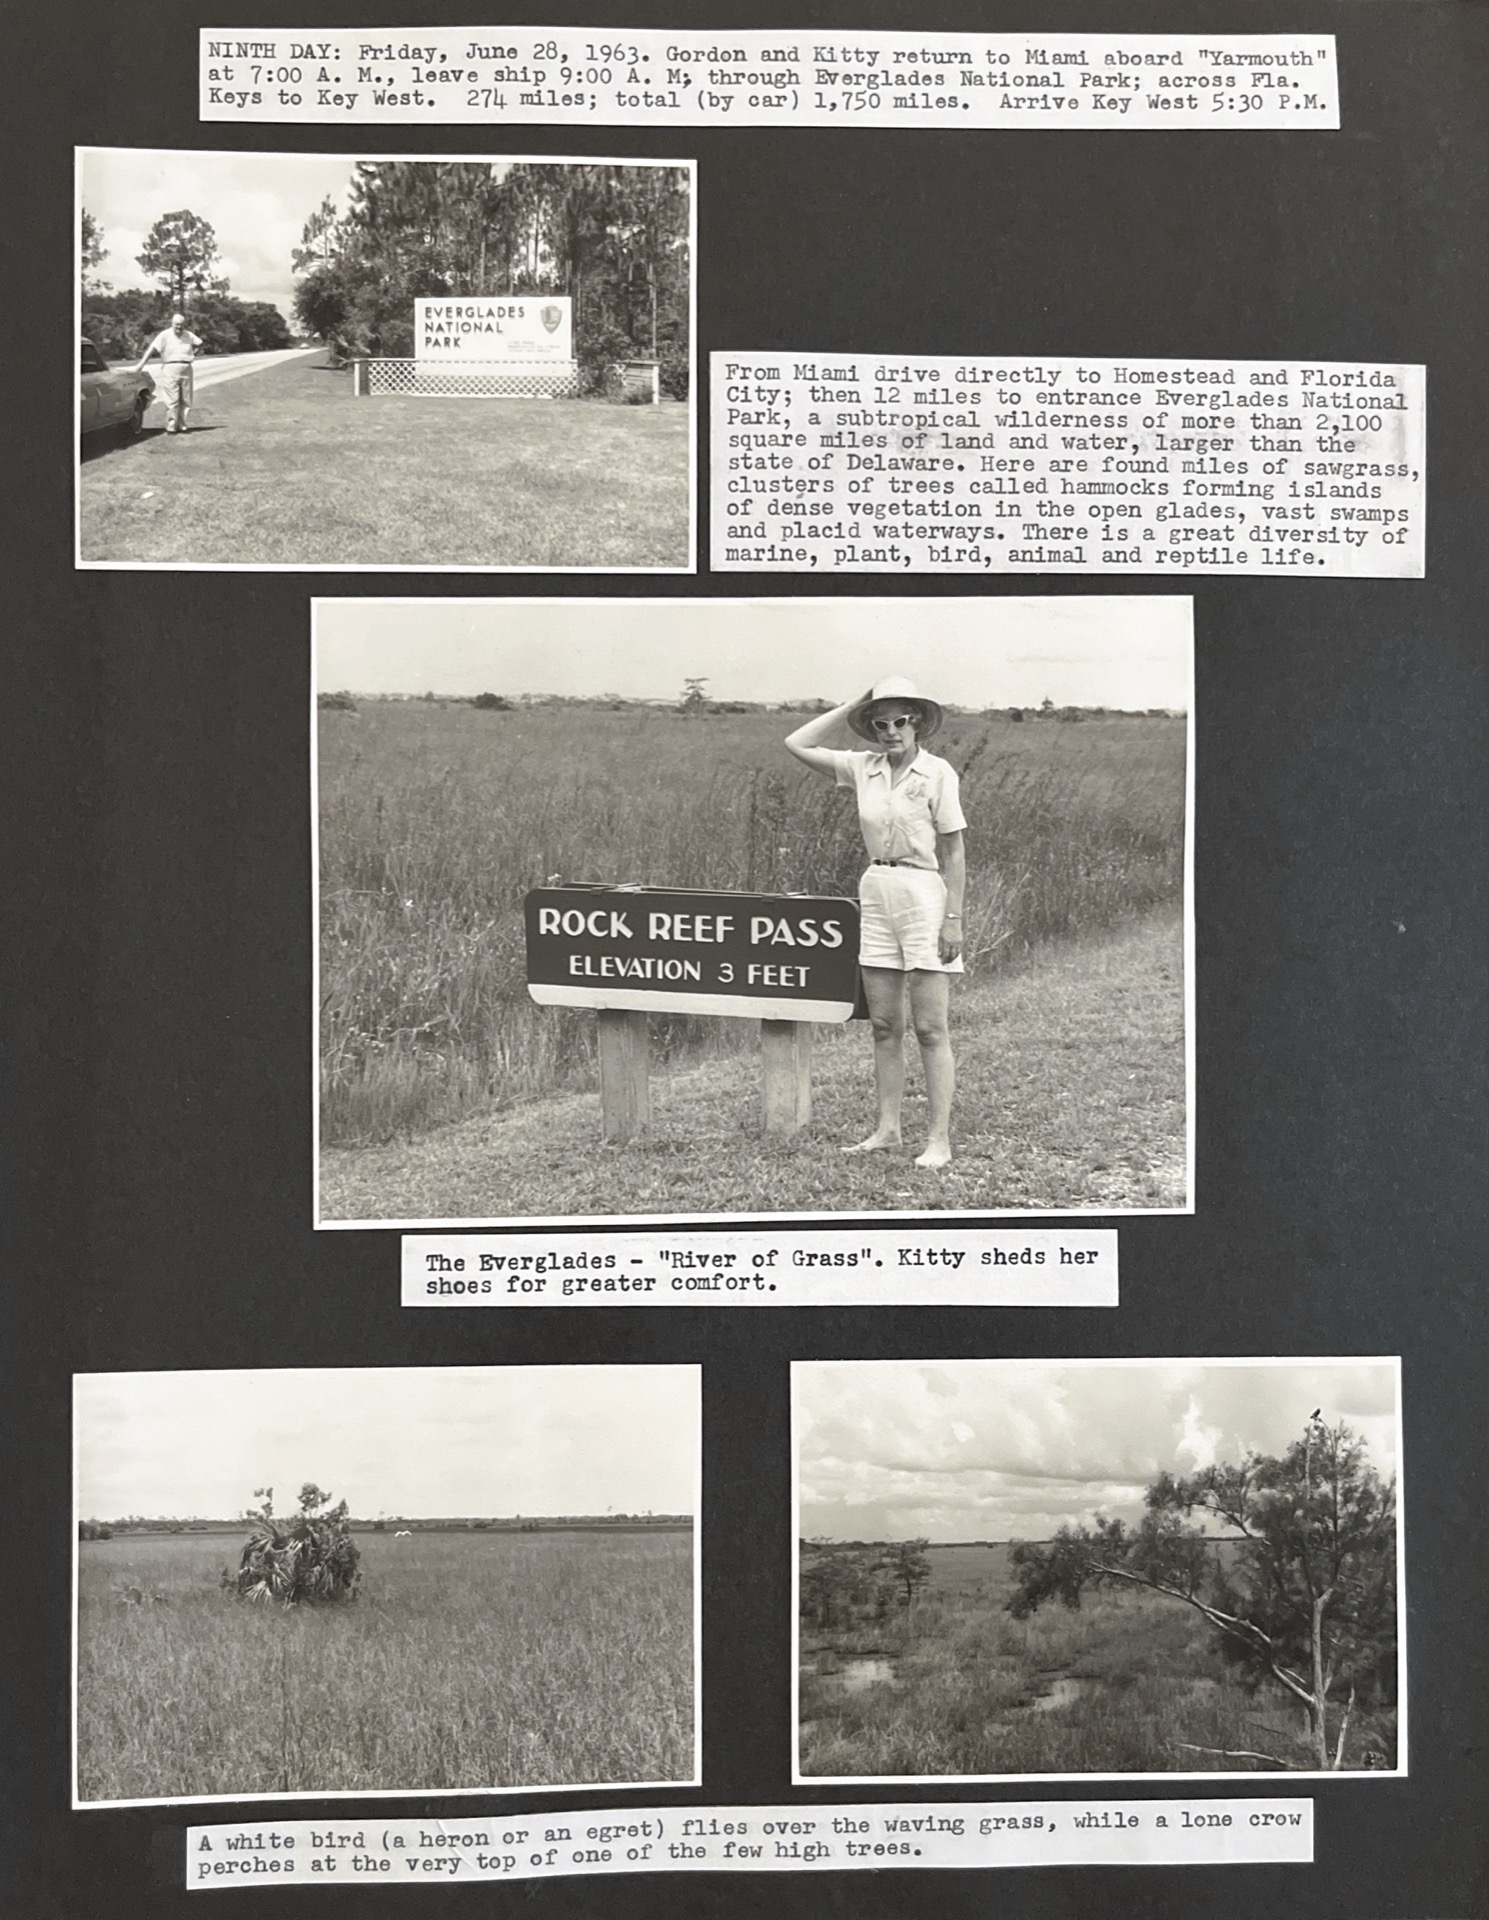 NINTH DAY: Friday, June 28, 1963. Gordon and Kitty return to Miami aboard "Yarmouth"
at 7:00 A. M., leave ship 9:00 A. M; through Everglades National Park; across Fla.
Keys to Key West. 274 miles; total (by car) 1,750 miles. Arrive Key West 5:30 P.M.
EVERGLADES
NATIONAL
PARK
From Miami drive directly to Homestead and Florida
City; then 12 miles to entrance Everglades National
Park, a subtropical wilderness of more than 2,100
square miles of land and water, larger than the
state of Delaware. Here are found miles of sawgrass,
clusters of trees called hammocks forming islands
of dense vegetation in the open glades, vast swamps
and placid waterways. There is a great diversity of
marine, plant, bird, animal and reptile life.
ROCK REEF PASS
ELEVATION 3 FEET
The Everglades - "River of Grass". Kitty sheds her
shoes for greater comfort.
A white bird (a heron or an egret) flies over the waving grass, while a lone crow
perches at the very top of one of the few high trees.